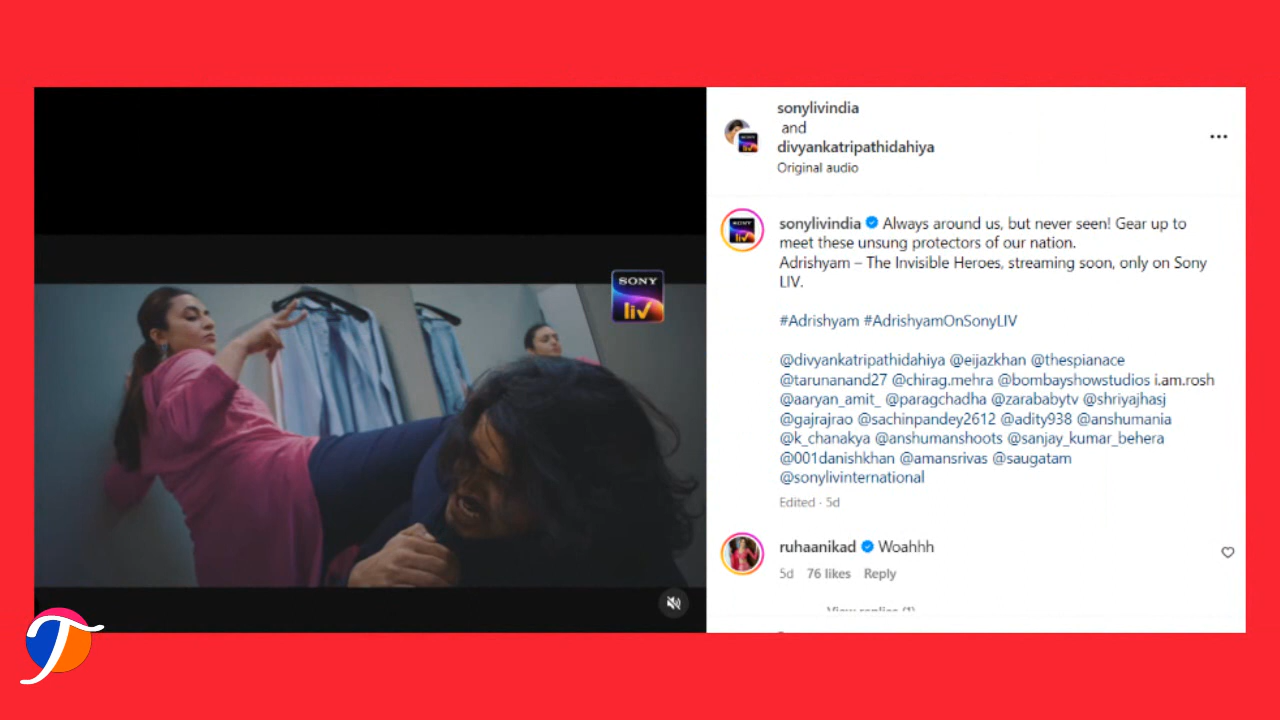 sonylivindia
and
divyankatripathidahiya
Original audio
SONY
liv
sonylivindia Always around us, but never seen! Gear up to
meet these unsung protectors of our nation.
Adrishyam – The Invisible Heroes, streaming soon, only on Sony
LIV.
#Adrishyam #AdrishyamOnSonyLIV
@divyankatripathidahiya @eijazkhan @thespianace
@tarunanand27 @chirag.mehra @bombayshowstudios i.am.rosh
@aaryan_amit_ @paragchadha @zarababytv @shriyajhasj
@gajrajrao @sachinpandey2612 @adity938 @anshumania
@k_chanakya @anshumanshoots @sanjay_kumar_behera
@001danishkhan @amansrivas @saugatam
@sonylivinternational
Edited · 5d
ruhaanikad Woahhh
5d 76 likes Reply
View replies (1)
T